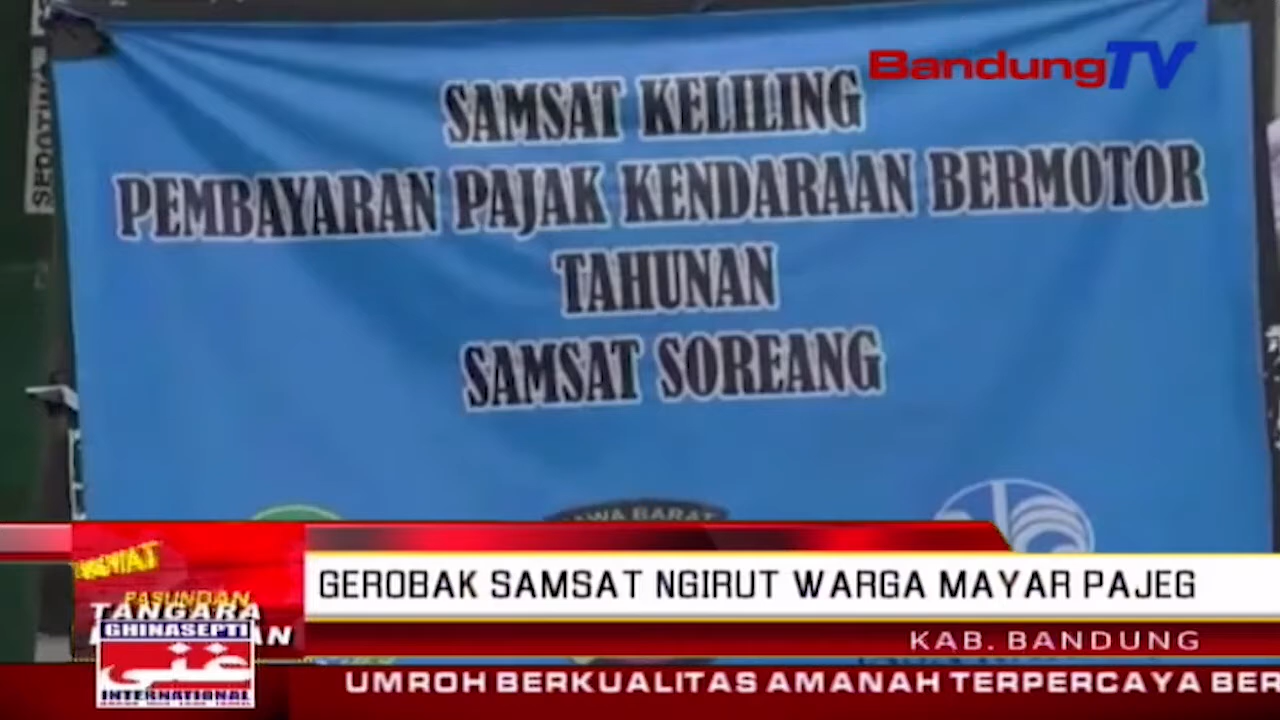 BandungTV
SAMSAT KELILING
PEMBAYARAN PAJAK KENDARAAN BERMOTOR
TAHUNAN
SAMSAT SOREANG
JAWA BARAT
GEROBAK SAMSAT NGIRUT WARGA MAYAR PAJEG
KAB. BANDUNG
PASUNDAN
TANGARA
GHINASEPTI
غنى
INTERNATIONAL
UMROH BERKUALITAS AMANAH TERPERCAYA BER